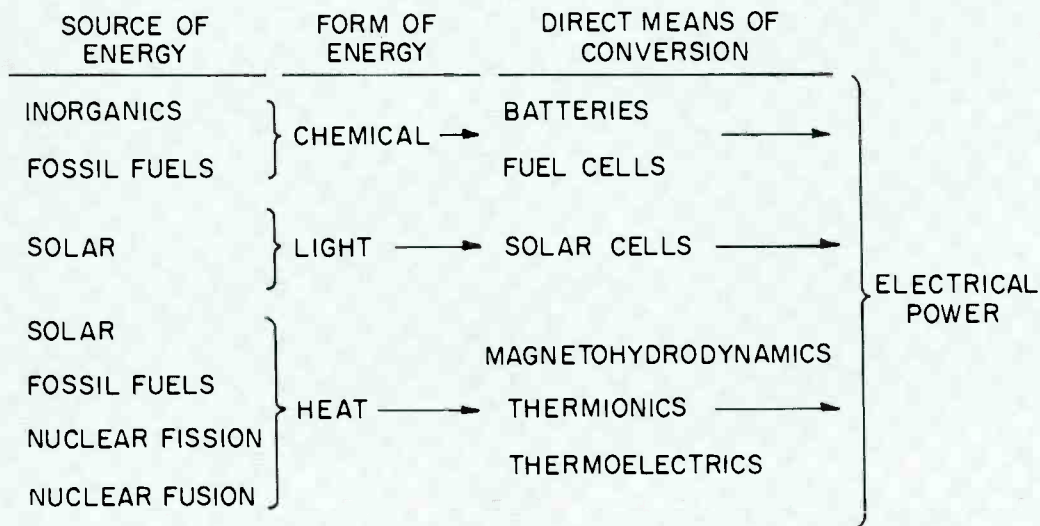 SOURCE OF ENERGY
FORM OF ENERGY
DIRECT MEANS OF CONVERSION
INORGANICS
FOSSIL FUELS
CHEMICAL
BATTERIES
FUEL CELLS
SOLAR
LIGHT
SOLAR CELLS
SOLAR
FOSSIL FUELS
NUCLEAR FISSION
NUCLEAR FUSION
HEAT
MAGNETOHYDRODYNAMICS
THERMIONICS
THERMOELECTRICS
ELECTRICAL
POWER